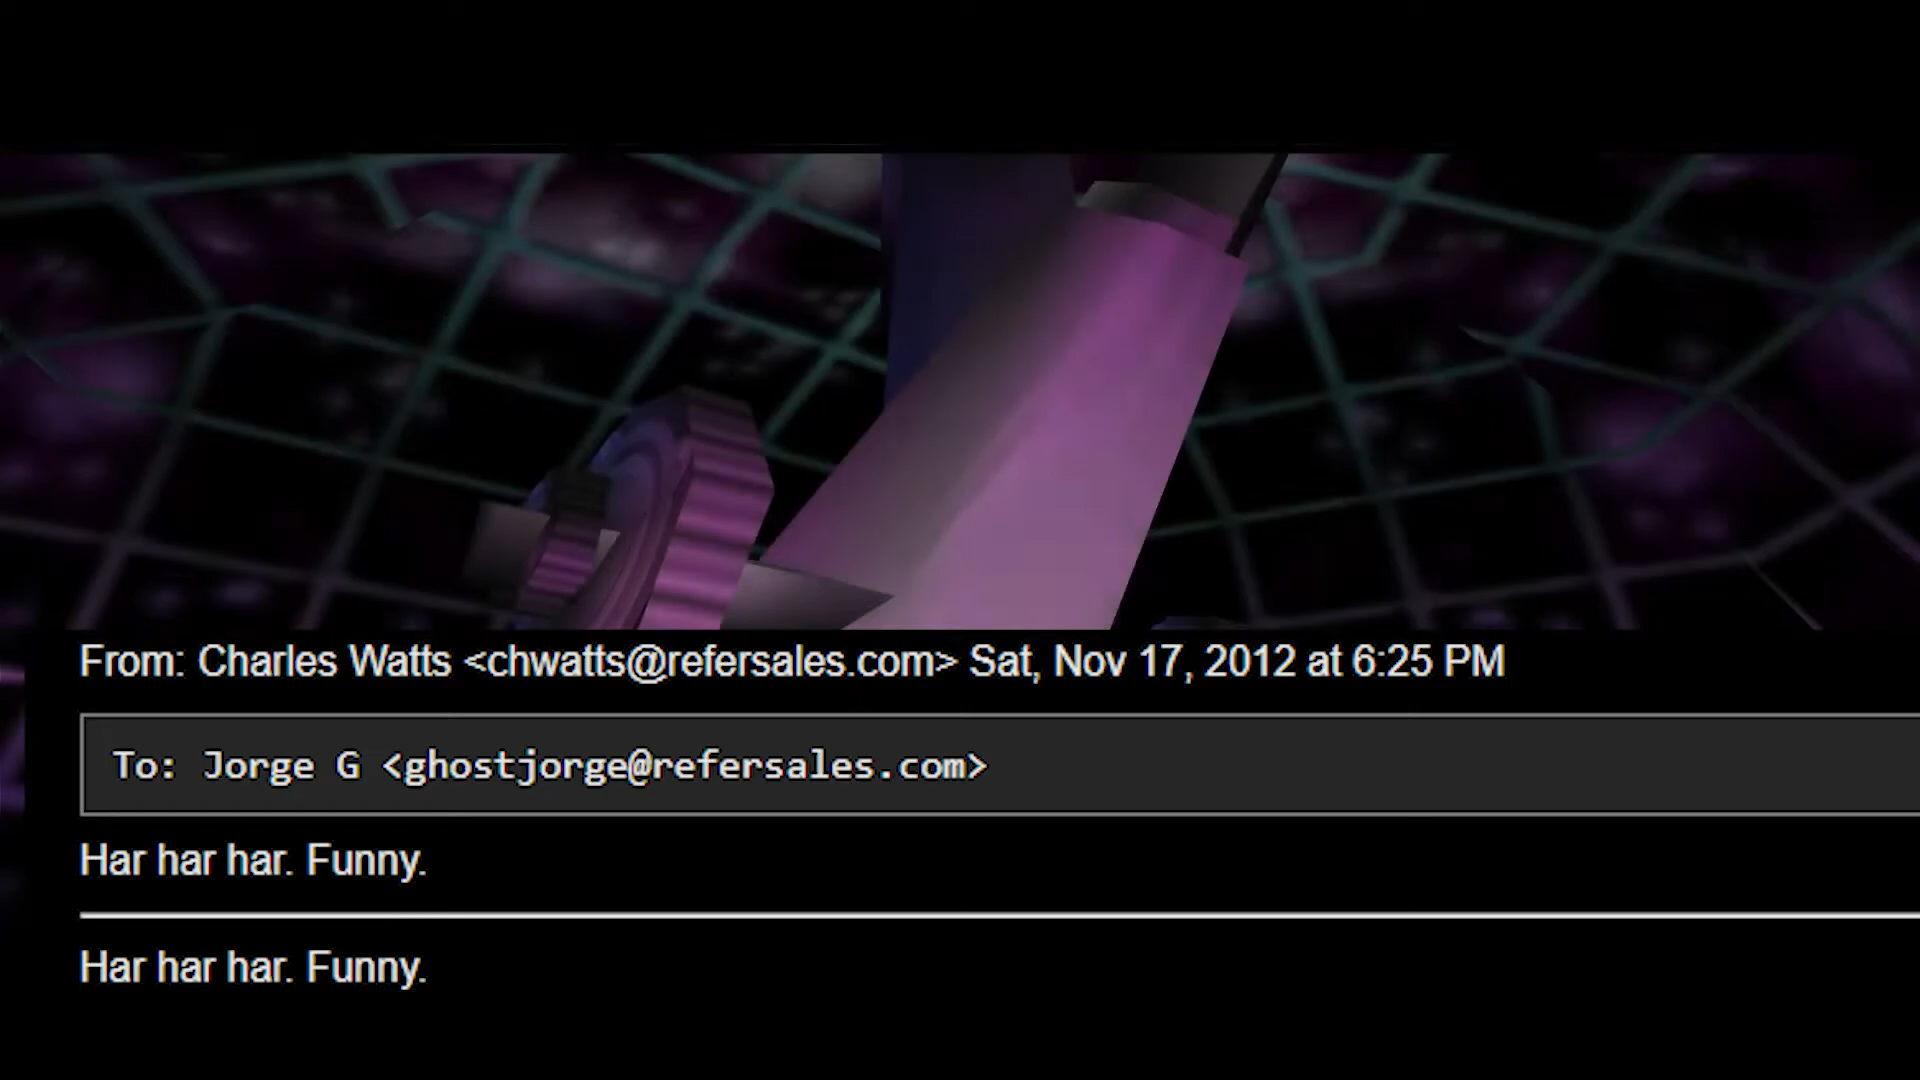 From: Charles Watts <chwatts@refersales.com> Sat, Nov 17, 2012 at 6:25 PM
To: Jorge G <ghostjorge@refersales.com>
Har har har. Funny.
Har har har. Funny.